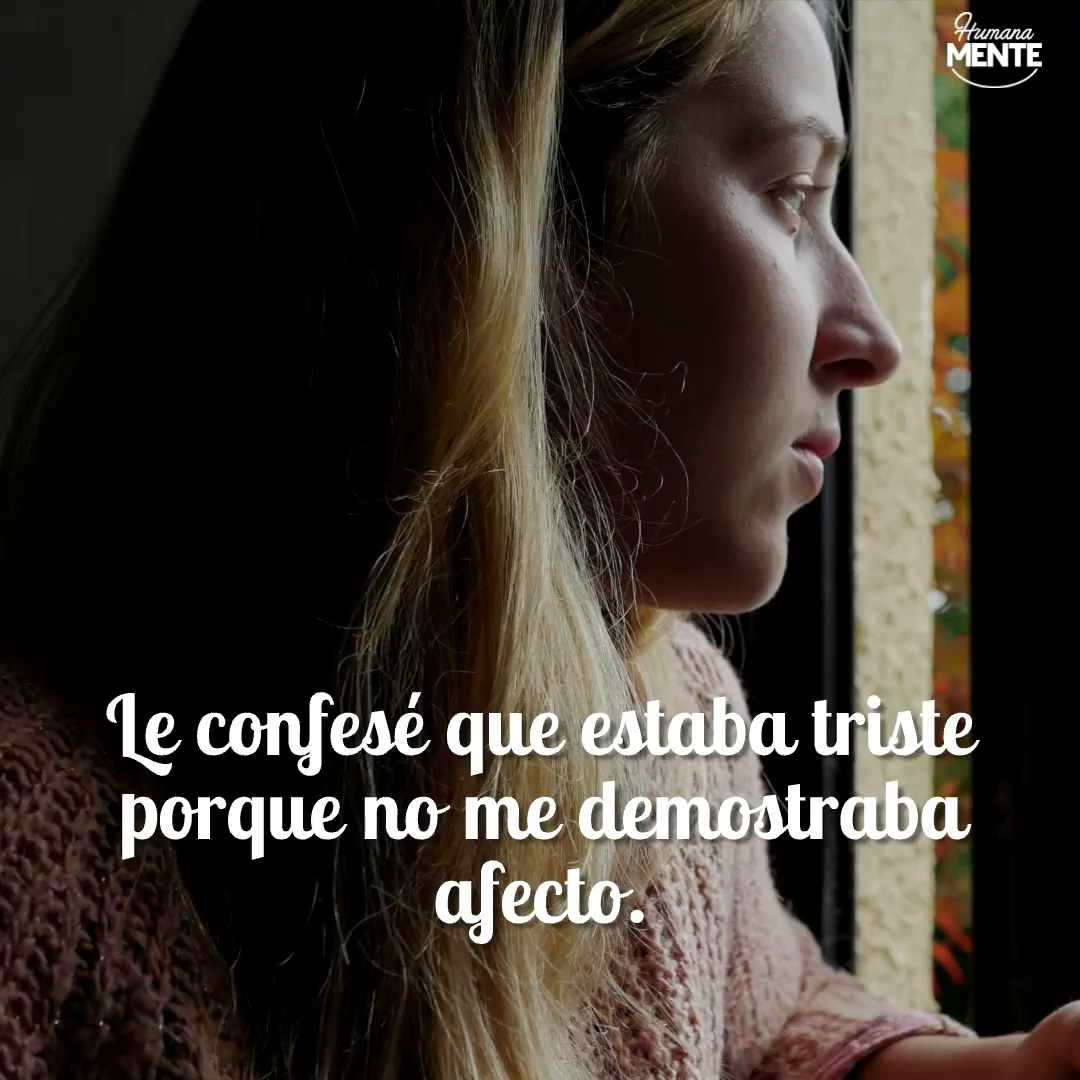 Humana
MENTE
Le confesé que estaba triste
porque no me demostraba
afecto.